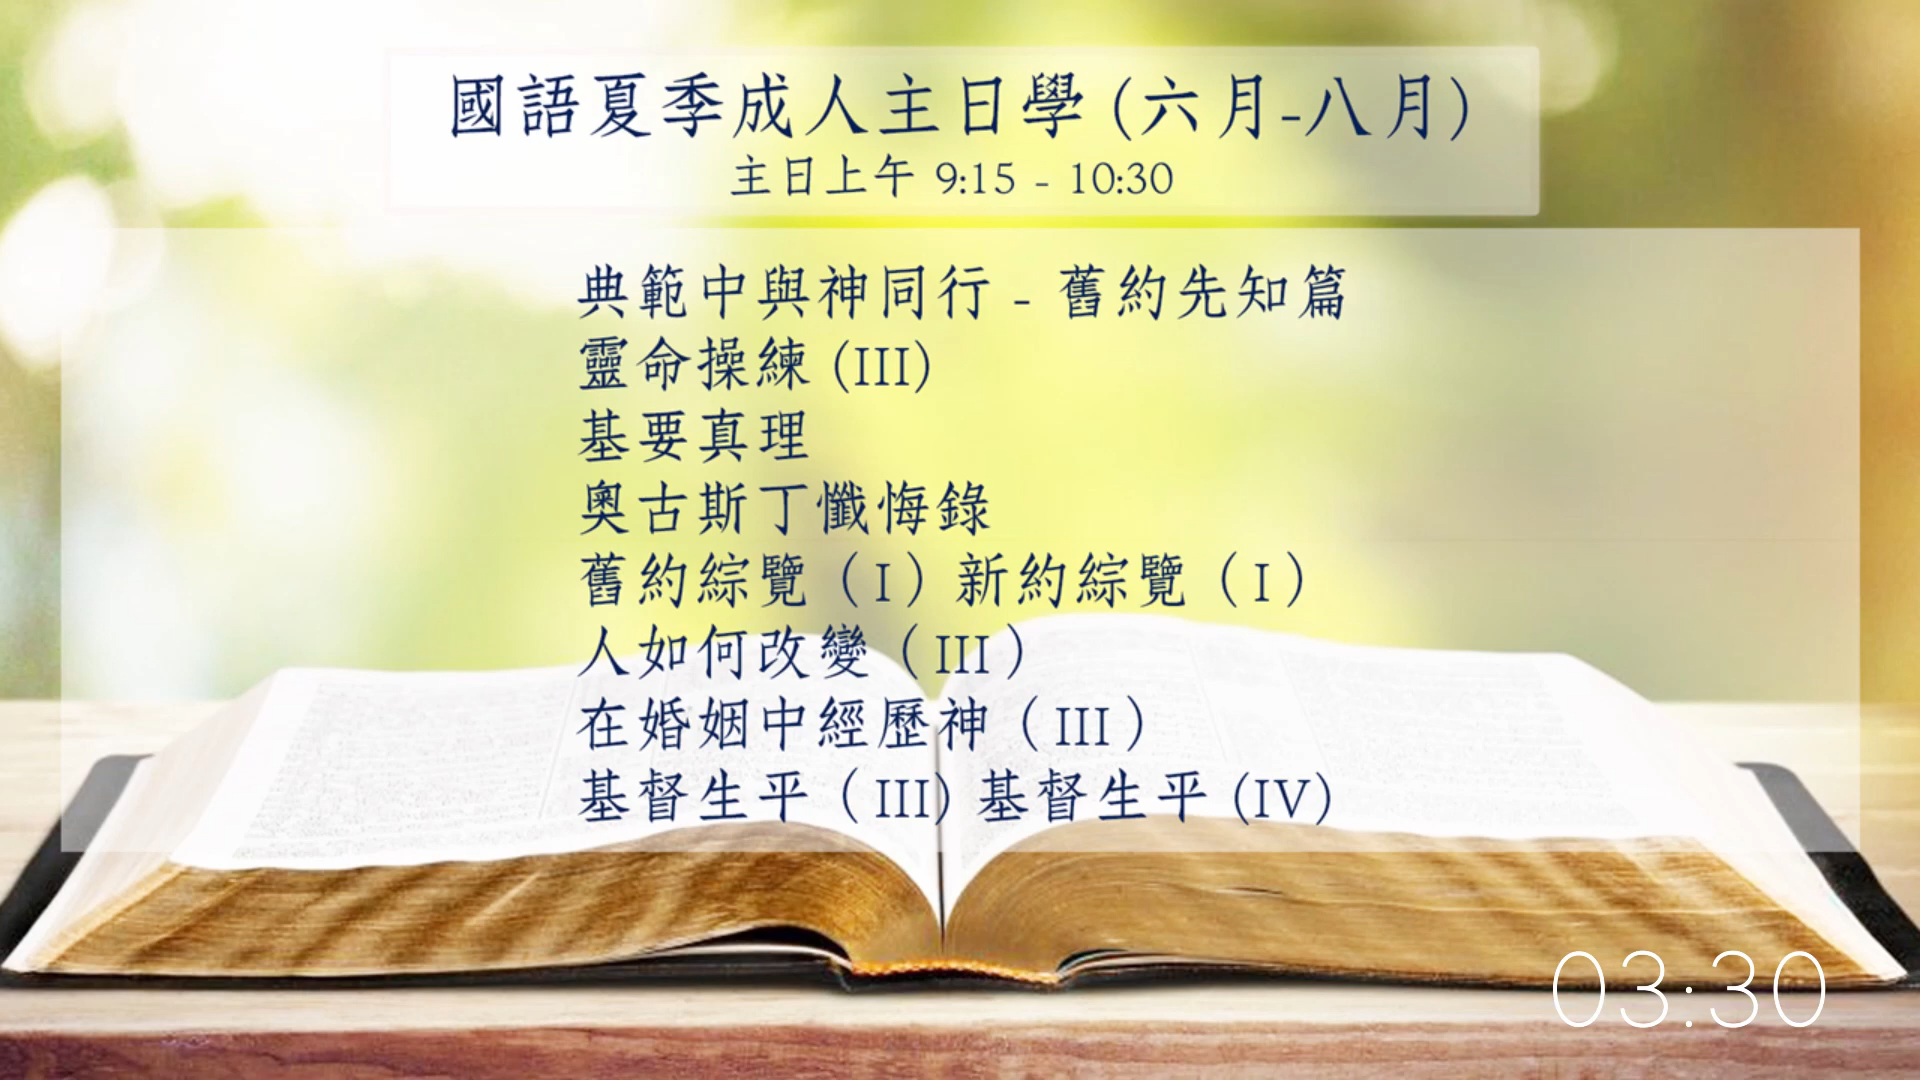 國語夏季成人主日學 (六月-八月)
主日上午 9:15 - 10:30
典範中與神同行 - 舊約先知篇
靈命操練 (III)
基要真理
奧古斯丁懺悔錄
舊約綜覽（I）新約綜覽（I）
人如何改變（III）
在婚姻中經歷神（III）
基督生平（III) 基督生平 (IV)
03:30